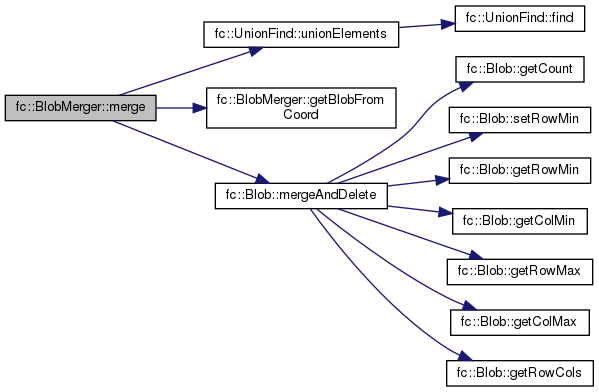 fc::UnionFind::find
fc::UnionFind::unionElements
fc::Blob::getCount
fc::BlobMerger::merge
fc::BlobMerger::getBlobFrom
Coord
fc::Blob::setRowMin
fc::Blob::getRowMin
fc::Blob::mergeAndDelete
fc::Blob::getColMin
fc::Blob::getRowMax
fc::Blob::getColMax
fc::Blob::getRowCols